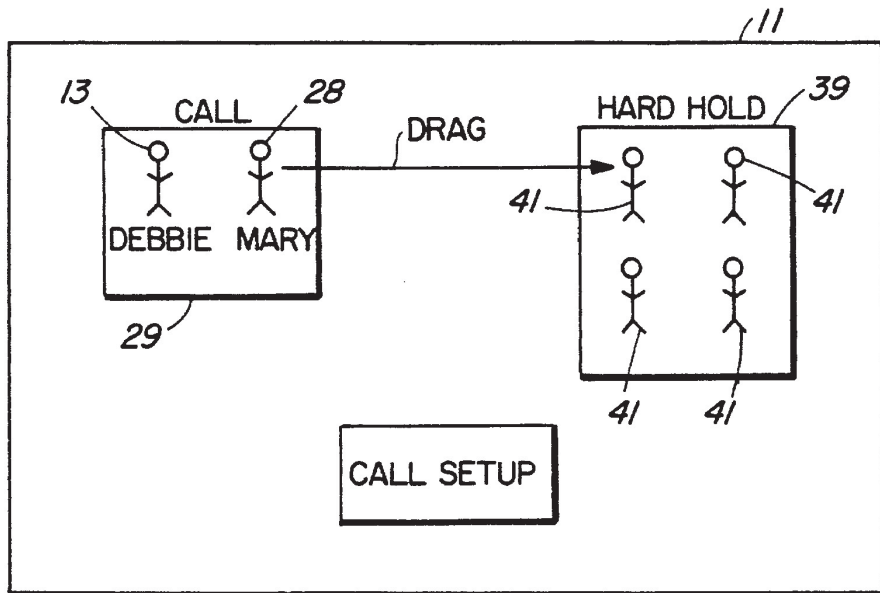 11
13
CALL
28
DRAG
HARD HOLD
39
41
41
DEBBIE MARY
29
41
41
CALL SETUP